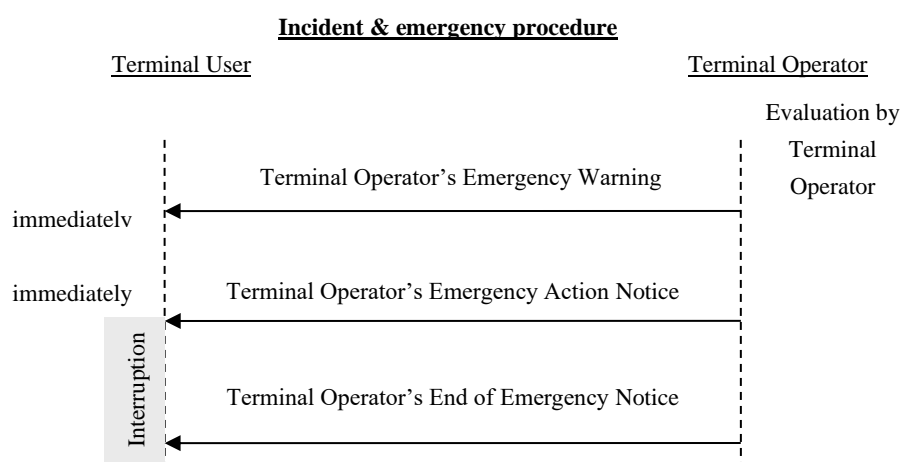 Incident & emergency procedure
Terminal User
Terminal Operator
Evaluation by
Terminal
Operator
Terminal Operator’s Emergency Warning
immediately
Terminal Operator’s Emergency Action Notice
immediately
Interruption
Terminal Operator’s End of Emergency Notice